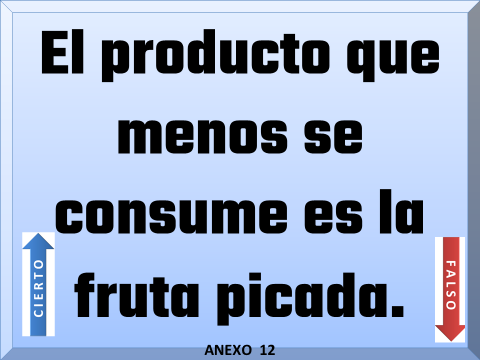 El producto que
menos se
consume es la
fruta picada.
CIERTO
FALSO
ANEXO 12